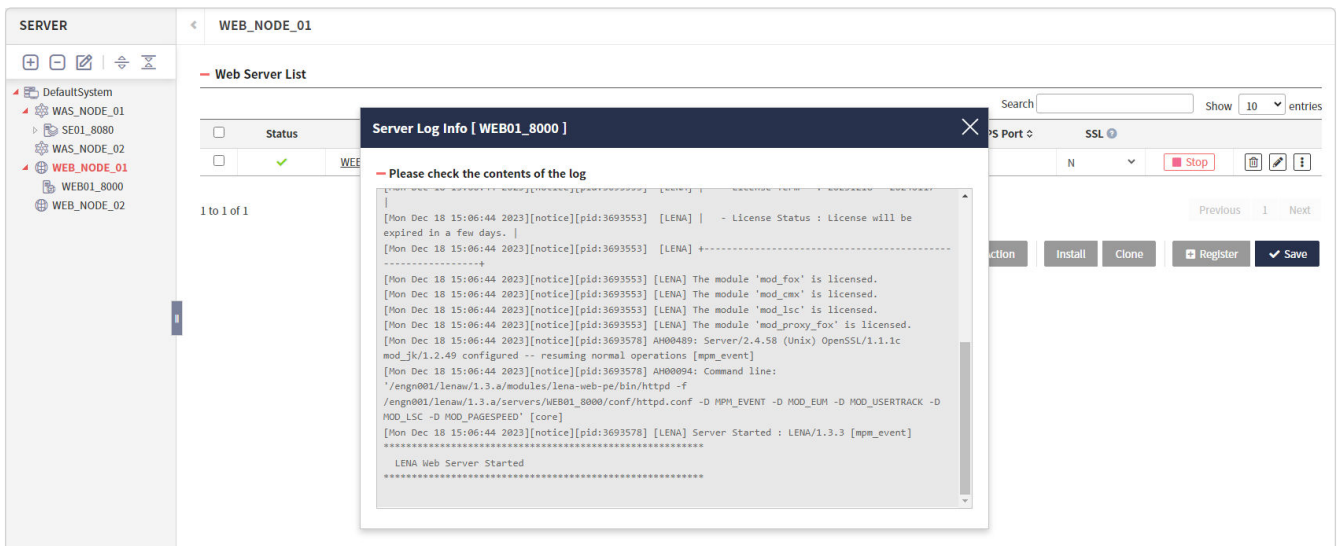 SERVER
WEB_NODE_01
DefaultSystem
WAS_NODE_01
SE01_8080
WAS_NODE_02
WEB_NODE_01
WEB01_8000
WEB_NODE_02
Web Server List
Search
Show 10 entries
Status
PS Port
SSL
WEB
N
Stop
1 to 1 of 1
Previous 1 Next
Action
Install
Clone
Register
Save
Server Log Info [ WEB01_8000 ]
Please check the contents of the log
|
[Mon Dec 18 15:06:44 2023][notice][pid:3693553] [LENA] | - License Status : License will be
expired in a few days. |
[Mon Dec 18 15:06:44 2023][notice][pid:3693553] [LENA] +--------------------------------------------
-----------------+
[Mon Dec 18 15:06:44 2023][notice][pid:3693553] [LENA] The module 'mod_fox' is licensed.
[Mon Dec 18 15:06:44 2023][notice][pid:3693553] [LENA] The module 'mod_cmx' is licensed.
[Mon Dec 18 15:06:44 2023][notice][pid:3693553] [LENA] The module 'mod_lsc' is licensed.
[Mon Dec 18 15:06:44 2023][notice][pid:3693553] [LENA] The module 'mod_proxy_fox' is licensed.
[Mon Dec 18 15:06:44 2023][notice][pid:3693578] AH00489: Server/2.4.58 (Unix) OpenSSL/1.1.1c
mod_jk/1.2.49 configured -- resuming normal operations [mpm_event]
[Mon Dec 18 15:06:44 2023][notice][pid:3693578] AH00094: Command line:
'/engn001/lenaw/1.3.a/modules/lena-web-pe/bin/httpd -f
/engn001/lenaw/1.3.a/servers/WEB01_8000/conf/httpd.conf -D MPM_EVENT -D MOD_EUM -D MOD_USERTRACK -D
MOD_LSC -D MOD_PAGESPEED' [core]
[Mon Dec 18 15:06:44 2023][notice][pid:3693578] [LENA] Server Started : LENA/1.3.3 [mpm_event]
*********************************************************
LENA Web Server Started
*********************************************************